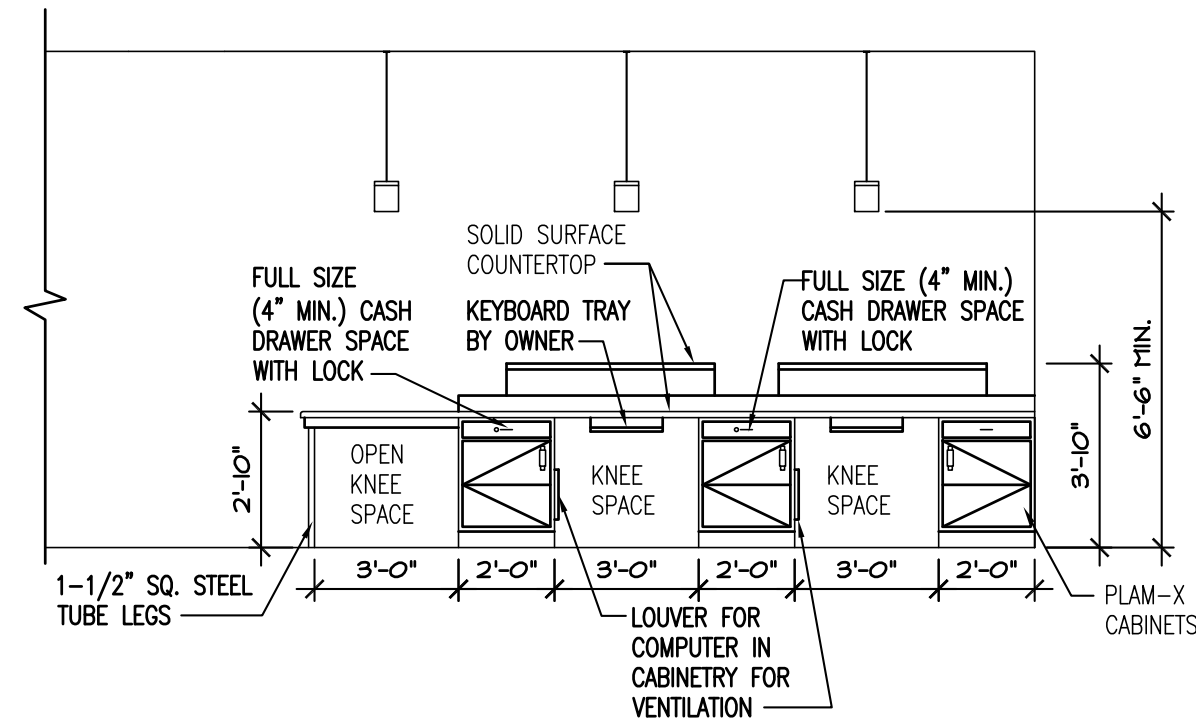 SOLID SURFACE
COUNTERTOP
FULL SIZE
(4" MIN.) CASH
DRAWER SPACE
WITH LOCK
KEYBOARD TRAY
BY OWNER
FULL SIZE (4" MIN.)
CASH DRAWER SPACE
WITH LOCK
6'-6" MIN.
3'-10"
2'-10"
OPEN
KNEE
SPACE
KNEE
SPACE
KNEE
SPACE
3'-0"
2'-0"
3'-0"
2'-0"
3'-0"
2'-0"
1-1/2" SQ. STEEL
TUBE LEGS
LOUVER FOR
COMPUTER IN
CABINETRY FOR
VENTILATION
PLAM-X
CABINETS